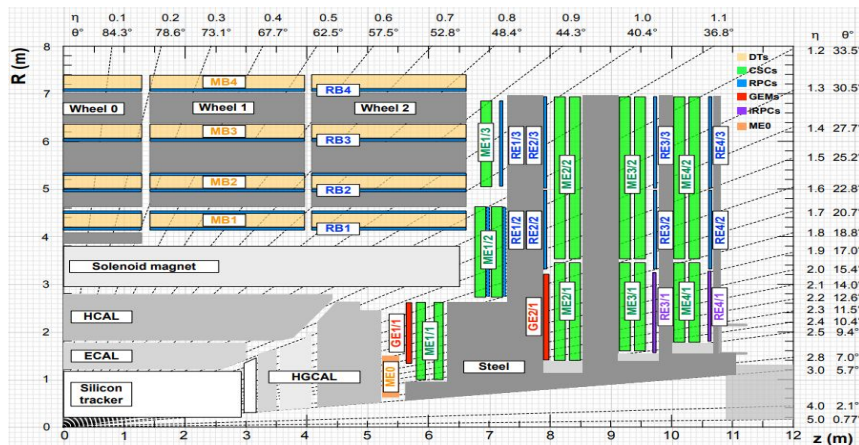 η 0.1 0.2 0.3 0.4 0.5 0.6 0.7 0.8 0.9 1.0 1.1 η θ°
θ° 84.3° 78.6° 73.1° 67.7° 62.5° 57.5° 52.8° 48.4° 44.3° 40.4° 36.8°
R (m)
8
7
6
5
4
3
2
1
0
1.2 33.5°
1.3 30.5°
1.4 27.7°
1.5 25.2°
1.6 22.8°
1.7 20.7°
1.8 18.8°
1.9 17.0°
2.0 15.4°
2.1 14.0°
2.2 12.6°
2.3 11.5°
2.4 10.4°
2.5 9.4°
2.8 7.0°
3.0 5.7°
4.0 2.1°
5.0 0.77°
DTs
CSCs
RPCs
GEMs
iRPCs
ME0
MB4
RB4
Wheel 0
Wheel 1
Wheel 2
MB3
RB3
MB2
RB2
MB1
RB1
Solenoid magnet
HCAL
ECAL
Silicon
tracker
HGCAL
Steel
ME0
GE1/1
ME1/1
ME1/2
ME1/3
RE1/3
RE2/3
RE1/2
RE2/2
GE2/1
ME2/1
ME2/2
ME3/2
ME3/1
RE3/3
RE3/2
RE3/1
ME4/2
ME4/1
RE4/3
RE4/2
RE4/1
0 1 2 3 4 5 6 7 8 9 10 11 12
z (m)